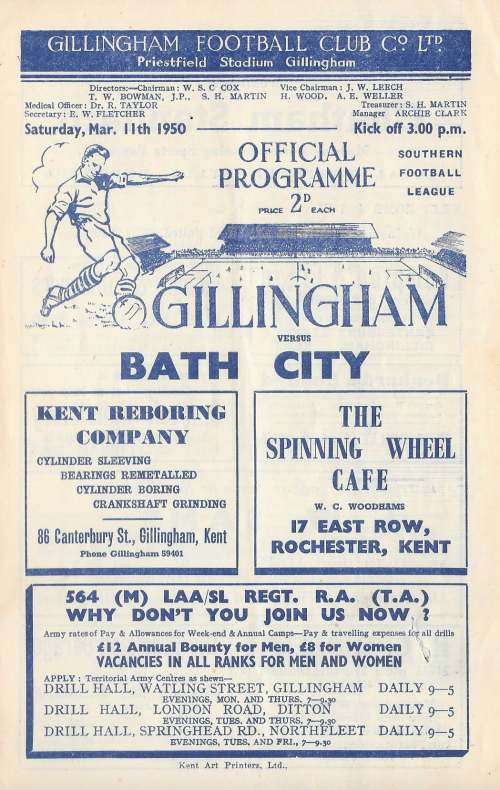 GILLINGHAM FOOTBALL CLUB Cº LTD
Priestfield Stadium Gillingham
Directors:—Chairman: W. S. C COX Vice Chairman: J. W. LEECH
T. W. BOWMAN, J.P., S. H. MARTIN H. WOOD, A. E. WELLER
Medical Officer: Dr. R. TAYLOR Treasurer: S. H. MARTIN
Secretary: E. W. FLETCHER Manager ARCHIE CLARK
Saturday, Mar. 11th 1950 Kick off 3.00 p.m.
OFFICIAL
PROGRAMME
PRICE 2D EACH
SOUTHERN
FOOTBALL
LEAGUE
GILLINGHAM
VERSUS
BATH CITY
KENT REBORING
COMPANY
CYLINDER SLEEVING
BEARINGS REMETALLED
CYLINDER BORING
CRANKSHAFT GRINDING
86 Canterbury St., Gillingham, Kent
Phone Gillingham 59401
THE
SPINNING WHEEL
CAFE
W. C. WOODHAMS
17 EAST ROW,
ROCHESTER, KENT
564 (M) LAA/SL REGT. R.A. (T.A.)
WHY DON'T YOU JOIN US NOW ?
Army rates of Pay & Allowances for Week-end & Annual Camps—Pay & travelling expenses for all drills
£12 Annual Bounty for Men, £8 for Women
VACANCIES IN ALL RANKS FOR MEN AND WOMEN
APPLY : Territorial Army Centres as shewn—
DRILL HALL, WATLING STREET, GILLINGHAM DAILY 9—5
EVENINGS, MON. AND THURS. 7—9.30
DRILL HALL, LONDON ROAD, DITTON DAILY 9—5
EVENINGS, TUES. AND THURS. 7—9.30
DRILL HALL, SPRINGHEAD RD., NORTHFLEET DAILY 9—5
EVENINGS, TUES. AND FRI., 7—9.30
Kent Art Printers, Ltd.,